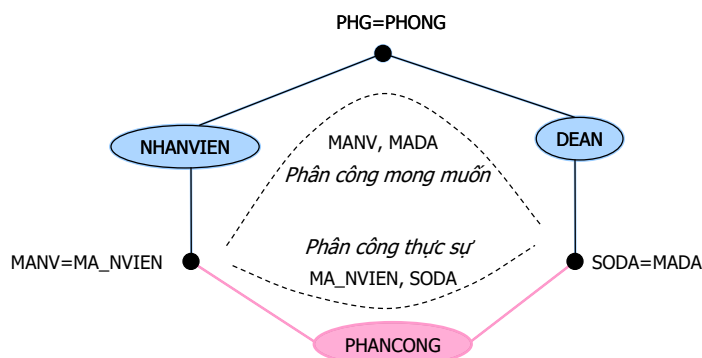 PHG=PHONG
NHANVIEN
DEAN
MANV, MADA
Phân công mong muốn
MANV=MA_NVIEN
Phân công thực sự
MA_NVIEN, SODA
SODA=MADA
PHANCONG